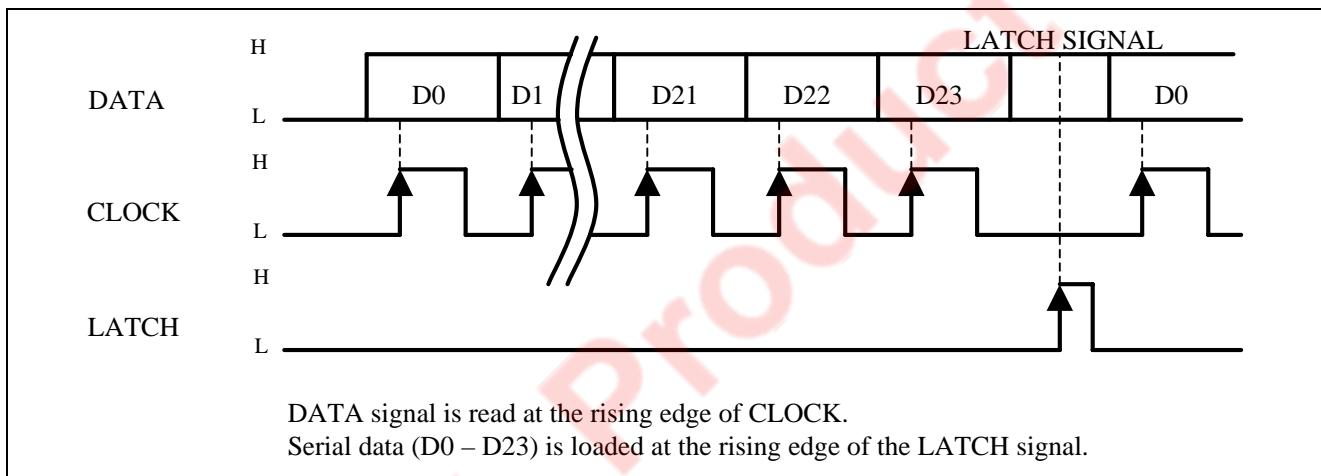 LATCH SIGNAL
H
DATA D0 D1 D21 D22 D23 D0
L
H
CLOCK
L
H
LATCH
L
DATA signal is read at the rising edge of CLOCK.
Serial data (D0 – D23) is loaded at the rising edge of the LATCH signal.
Product